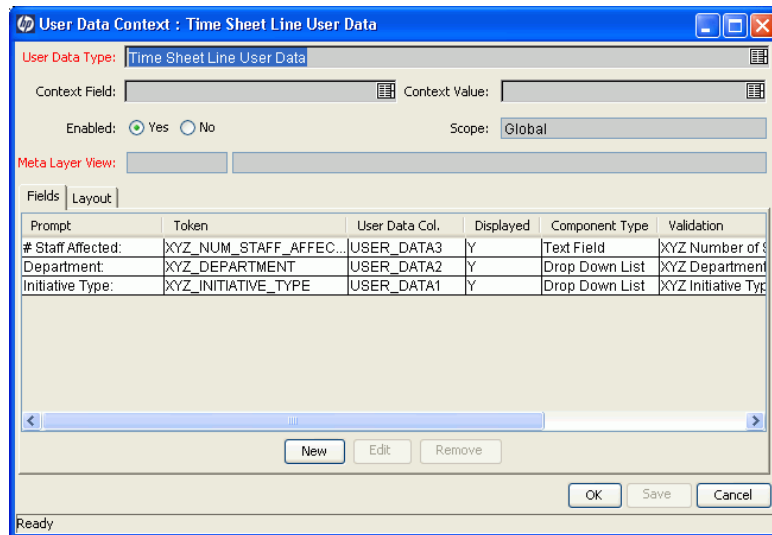 hp User Data Context : Time Sheet Line User Data
User Data Type: Time Sheet Line User Data
Context Field: Context Value:
Enabled: Yes No Scope: Global
Meta Layer View:
Fields Layout
Prompt Token User Data Col. Displayed Component Type Validation
# Staff Affected: XYZ_NUM_STAFF_AFFEC... USER_DATA3 Y Text Field XYZ Number of S
Department: XYZ_DEPARTMENT USER_DATA2 Y Drop Down List XYZ Department
Initiative Type: XYZ_INITIATIVE_TYPE USER_DATA1 Y Drop Down List XYZ Initiative Typ
New Edit Remove
OK Save Cancel
Ready